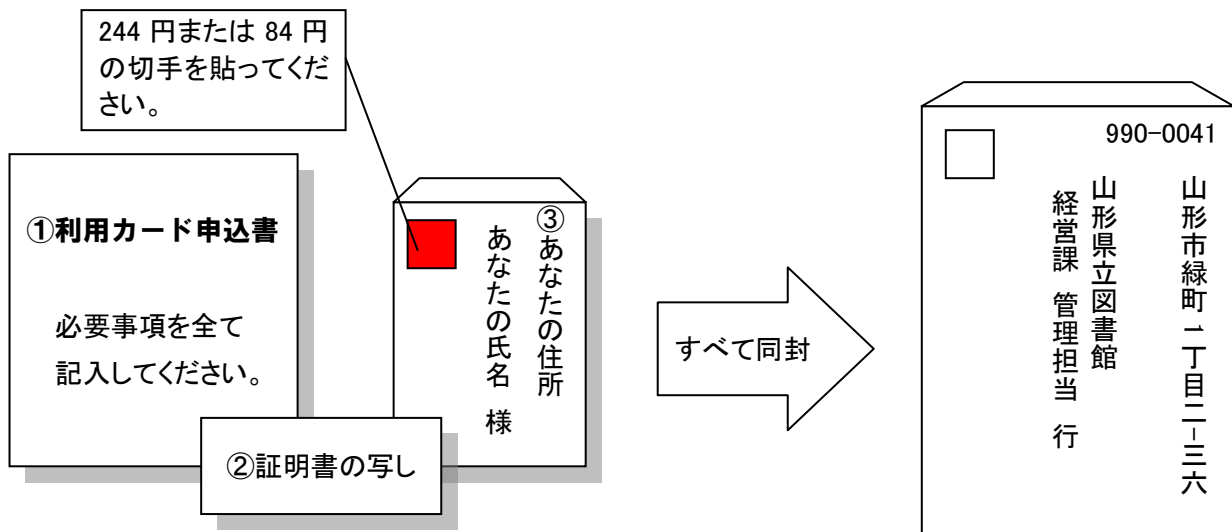 244 円または 84 円
の切手を貼ってくだ
さい。
①利用カード申込書
必要事項を全て
記入してください。
②証明書の写し
③あなたの住所
あなたの氏名 様
すべて同封
990-0041
山形市緑町一丁目二-三六
山形県立図書館
経営課 管理担当 行